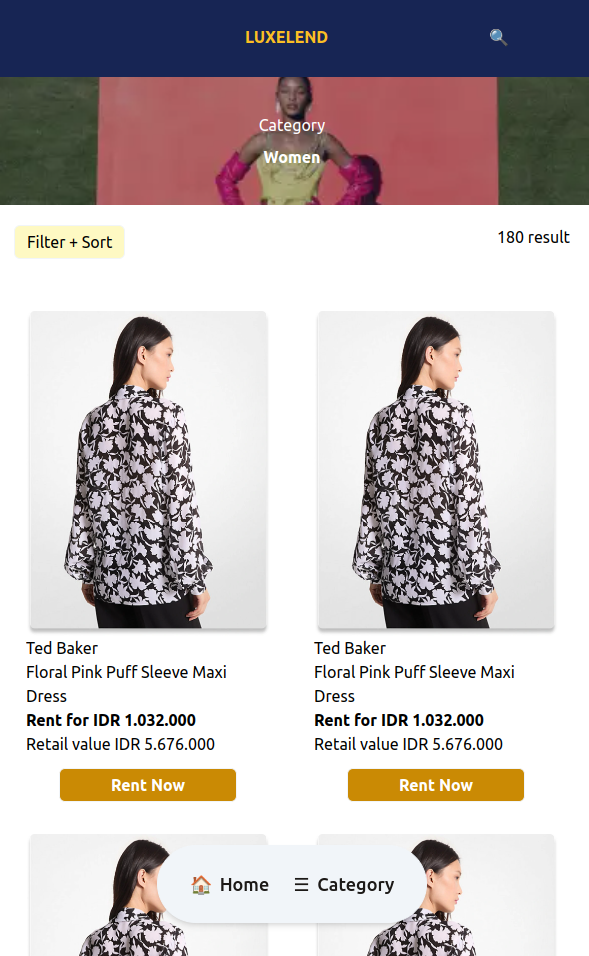 LUXELEND
Category
Women
Filter + Sort
180 result
Ted Baker
Floral Pink Puff Sleeve Maxi
Dress
Rent for IDR 1.032.000
Retail value IDR 5.676.000
Rent Now
Ted Baker
Floral Pink Puff Sleeve Maxi
Dress
Rent for IDR 1.032.000
Retail value IDR 5.676.000
Rent Now
Home
Category